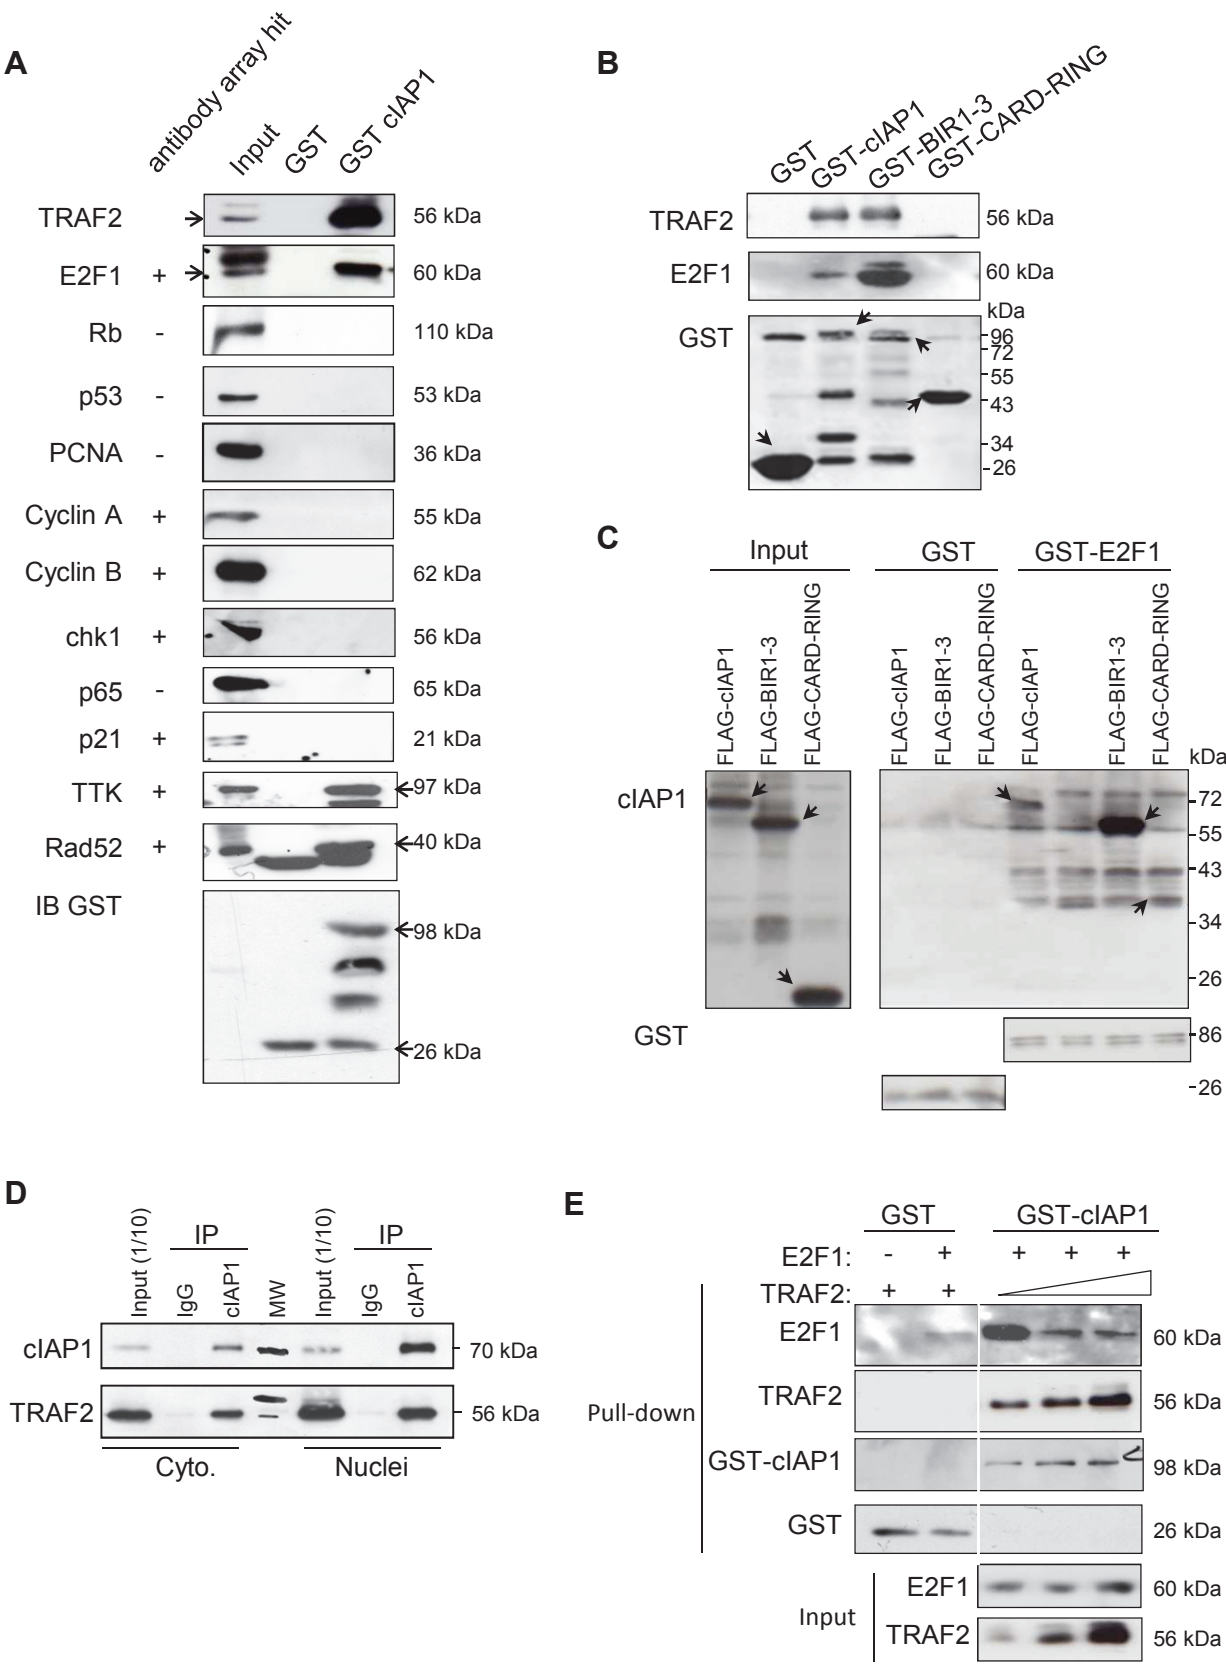 A
antibody array hit
Input
GST
GST cIAP1
TRAF2 56 kDa
E2F1 + 60 kDa
Rb - 110 kDa
p53 - 53 kDa
PCNA - 36 kDa
Cyclin A + 55 kDa
Cyclin B + 62 kDa
chk1 + 56 kDa
p65 - 65 kDa
p21 + 21 kDa
TTK + 97 kDa
Rad52 + 40 kDa
IB GST
98 kDa
26 kDa
B
GST
GST-cIAP1
GST-BIR1-3
GST-CARD-RING
TRAF2 56 kDa
E2F1 60 kDa
GST
kDa
96
72
55
43
34
26
C
Input GST GST-E2F1
FLAG-cIAP1
FLAG-BIR1-3
FLAG-CARD-RING
FLAG-cIAP1
FLAG-BIR1-3
FLAG-CARD-RING
FLAG-cIAP1
FLAG-BIR1-3
FLAG-CARD-RING
kDa
cIAP1
72
55
43
34
26
GST
86
26
D
Input (1/10)
IP
IgG
cIAP1
MW
Input (1/10)
IP
IgG
cIAP1
cIAP1 70 kDa
TRAF2 56 kDa
Cyto. Nuclei
E
GST GST-cIAP1
E2F1: - + + + +
TRAF2: + +
Pull-down
E2F1 60 kDa
TRAF2 56 kDa
GST-cIAP1 98 kDa
GST 26 kDa
Input
E2F1 60 kDa
TRAF2 56 kDa